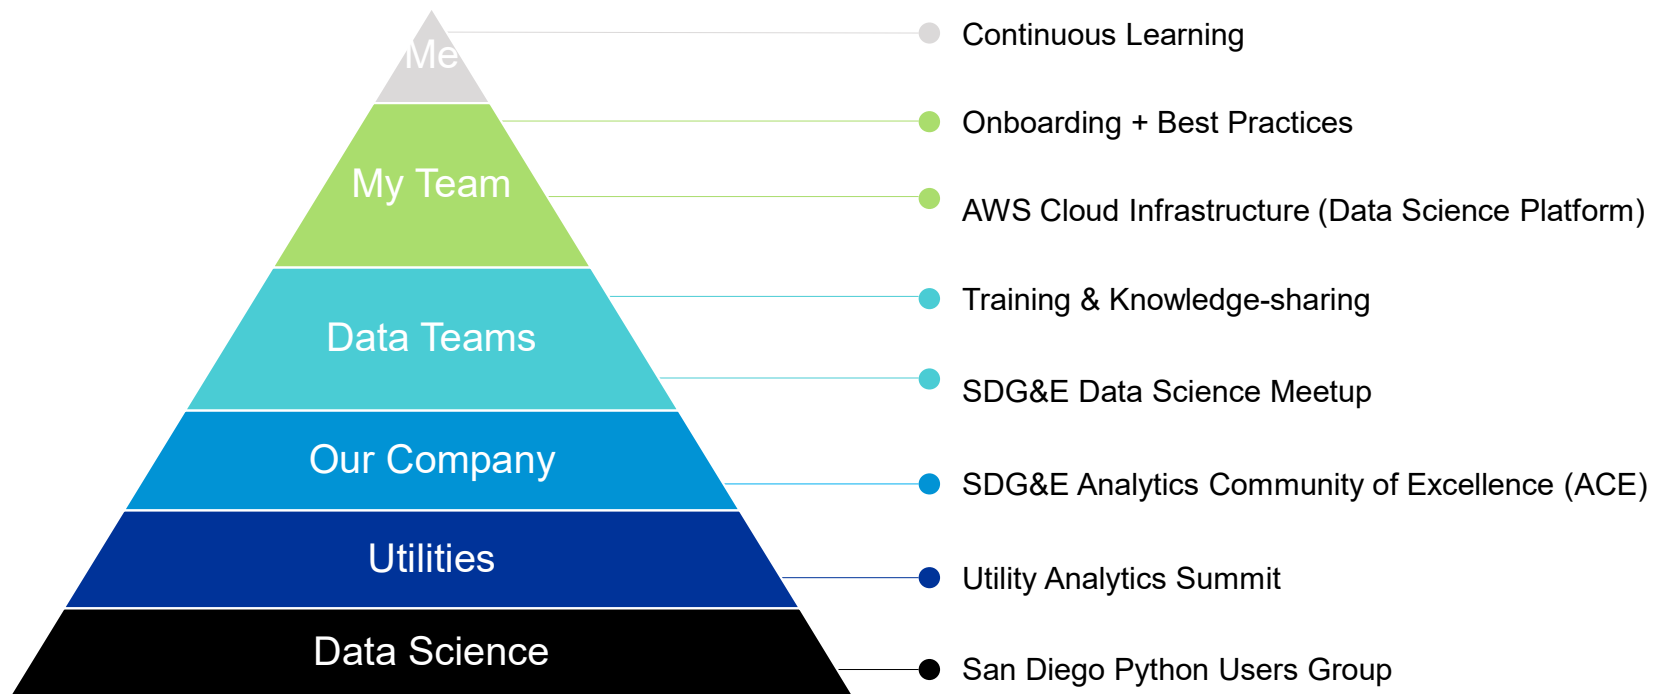 Me
Continuous Learning
Onboarding + Best Practices
My Team
AWS Cloud Infrastructure (Data Science Platform)
Training & Knowledge-sharing
Data Teams
SDG&E Data Science Meetup
Our Company
SDG&E Analytics Community of Excellence (ACE)
Utilities
Utility Analytics Summit
Data Science
San Diego Python Users Group